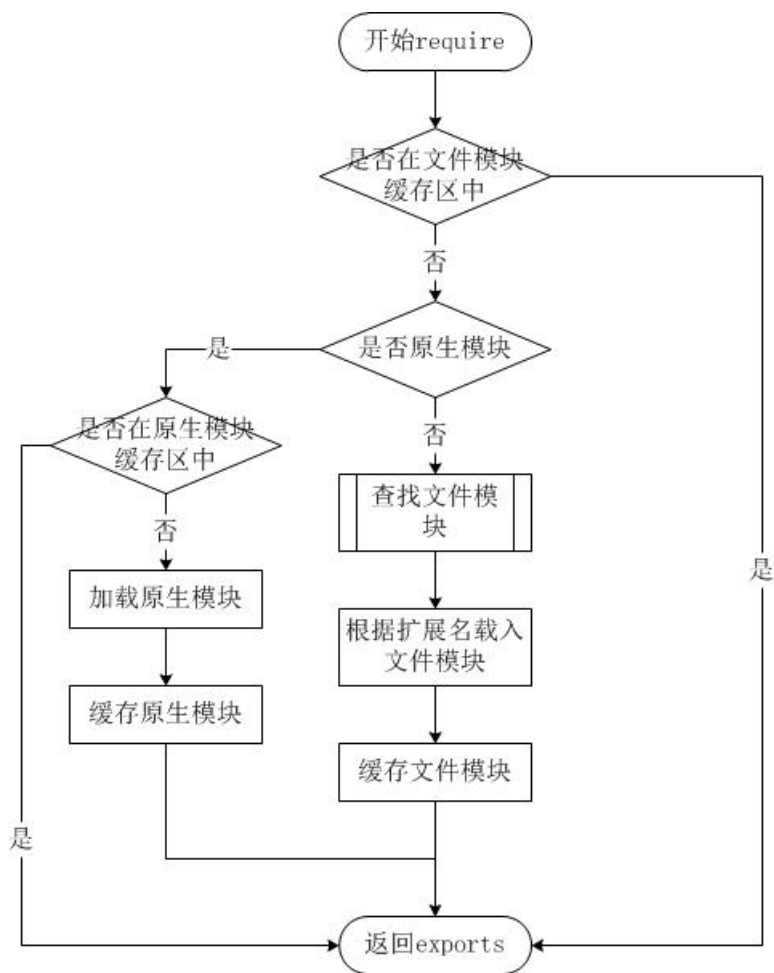 开始require
是否在文件模块
缓存区中
否
是否原生模块
是
是否在原生模块
缓存区中
否
查找文件模
块
否
是
加载原生模块
根据扩展名载入
文件模块
缓存原生模块
缓存文件模块
是
返回exports